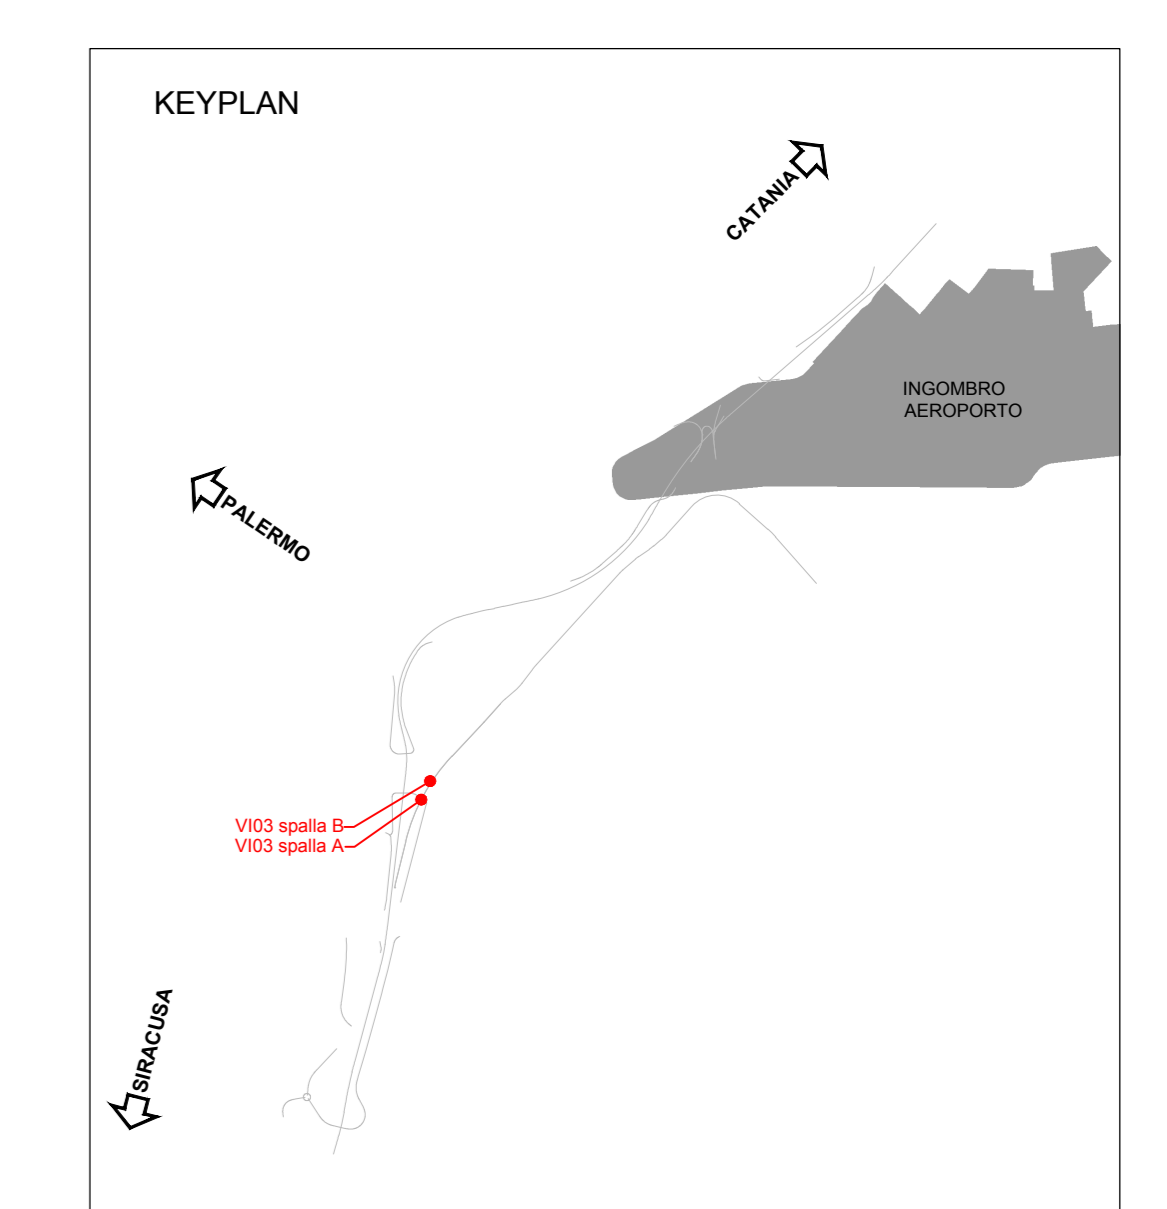 KEYPLAN
CATANIA
INGOMBRO
AEROPORTO
PALERMO
VI03 spalla B
VI03 spalla A
SIRACUSA